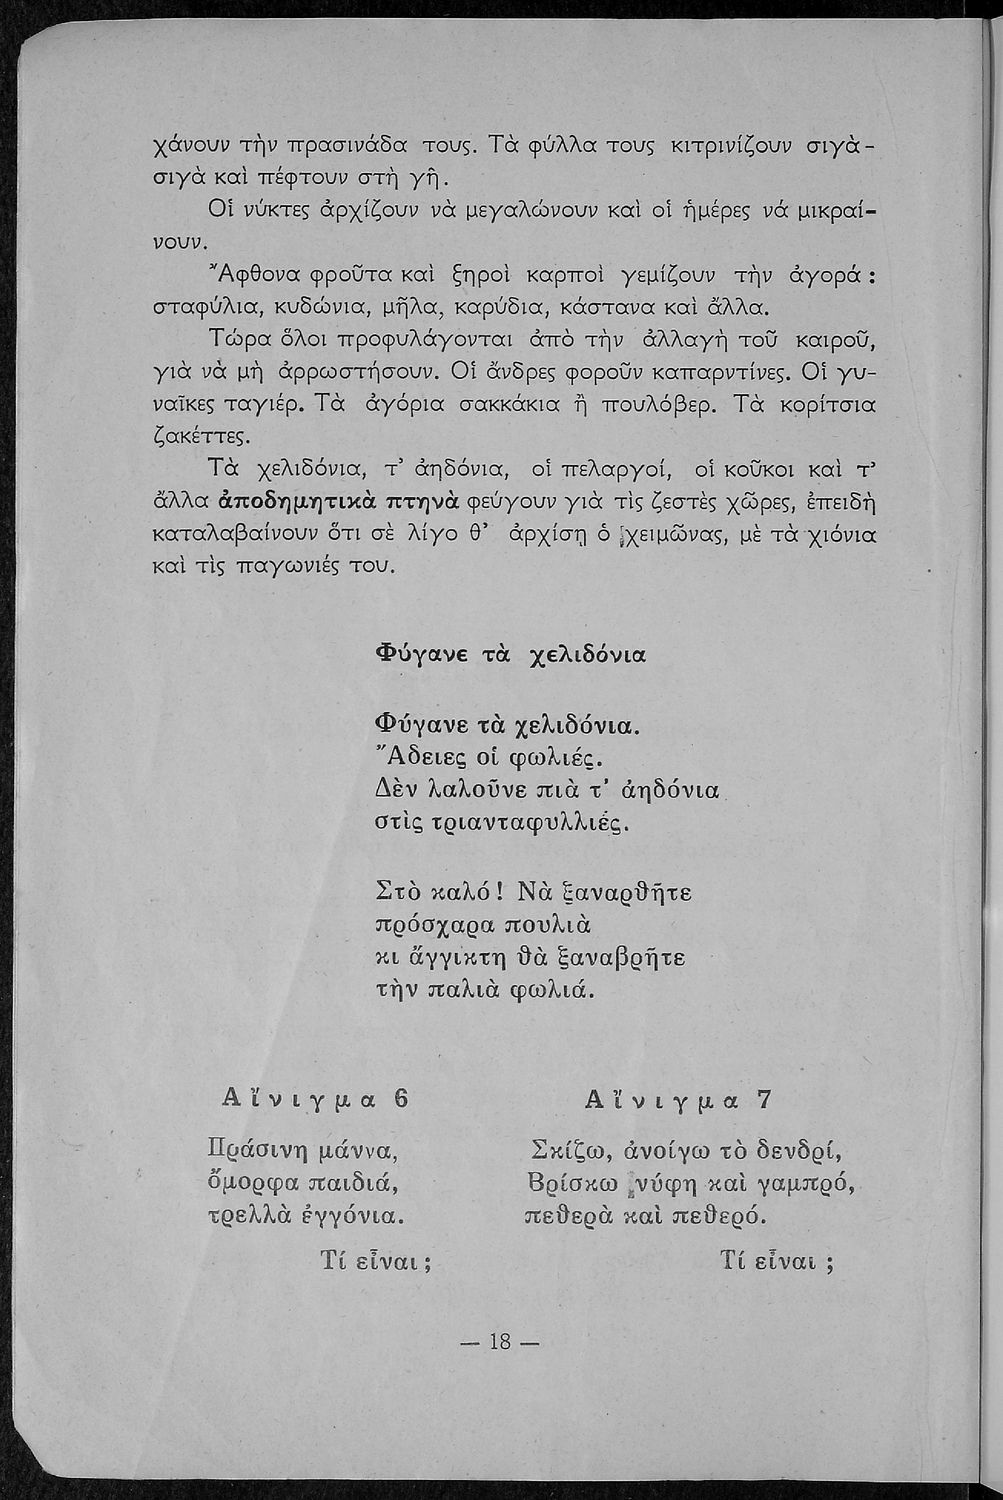 χάνουν τὴν πρασινάδα τους. Τὰ φύλλα τους κιτρινίζουν σιγὰ-
σιγὰ καὶ πέφτουν στὴ γῆ.
Οἱ νύκτες ἀρχίζουν νὰ μεγαλώνουν καὶ οἱ ἡμέρες νά μικραί-
νουν.
Ἄφθονα φροῦτα καὶ ξηροὶ καρποὶ γεμίζουν τὴν ἀγορά :
σταφύλια, κυδώνια, μῆλα, καρύδια, κάστανα καὶ ἄλλα.
Τώρα ὅλοι προφυλάγονται ἀπὸ τὴν ἀλλαγὴ τοῦ καιροῦ,
γιὰ νὰ μὴ ἀρρωστήσουν. Οἱ ἄνδρες φοροῦν καπαρντίνες. Οἱ γυ-
ναῖκες ταγιέρ. Τὰ ἀγόρια σακκάκια ἢ πουλόβερ. Τὰ κορίτσια
ζακέττες.
Τὰ χελιδόνια, τ' ἀηδόνια, οἱ πελαργοί, οἱ κοῦκοι καὶ τ'
ἄλλα ἀποδημητικὰ πτηνὰ φεύγουν γιὰ τὶς ζεστὲς χῶρες, ἐπειδὴ
καταλαβαίνουν ὅτι σὲ λίγο θ' ἀρχίση ὁ χειμῶνας, μὲ τὰ χιόνια
καὶ τὶς παγωνιές του.
Φύγανε τὰ χελιδόνια
Φύγανε τὰ χελιδόνια.
Ἄδειες οἱ φωλιές.
Δὲν λαλοῦνε πιὰ τ' ἀηδόνια
στὶς τριανταφυλλιές.
Στὸ καλό! Νὰ ξαναρθῆτε
πρόσχαρα πουλιὰ
κι ἄγγικτη θὰ ξαναβρῆτε
τὴν παλιὰ φωλιά.
Αἴνιγμα 6
Πράσινη μάννα,
ὄμορφα παιδιά,
τρελλὰ ἐγγόνια.
Τί εἶναι ;
Αἴνιγμα 7
Σκίζω, ἀνοίγω τὸ δενδρί,
Βρίσκω νύφη καὶ γαμπρό,
πεθερὰ καὶ πεθερό.
Τί εἶναι ;
— 18 —